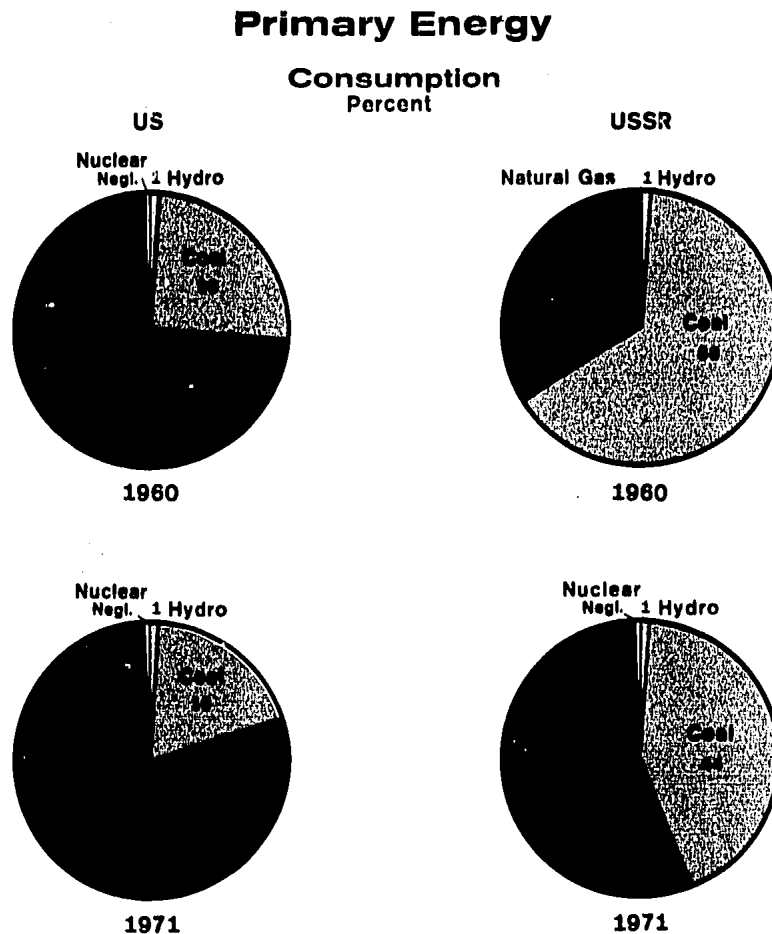 Primary Energy
Consumption
Percent
US
Nuclear
Negl. 1 Hydro
Coal
1960
USSR
Natural Gas 1 Hydro
Coal
1960
Nuclear
Negl. 1 Hydro
Coal
1971
Nuclear
Negl. 1 Hydro
Coal
1971